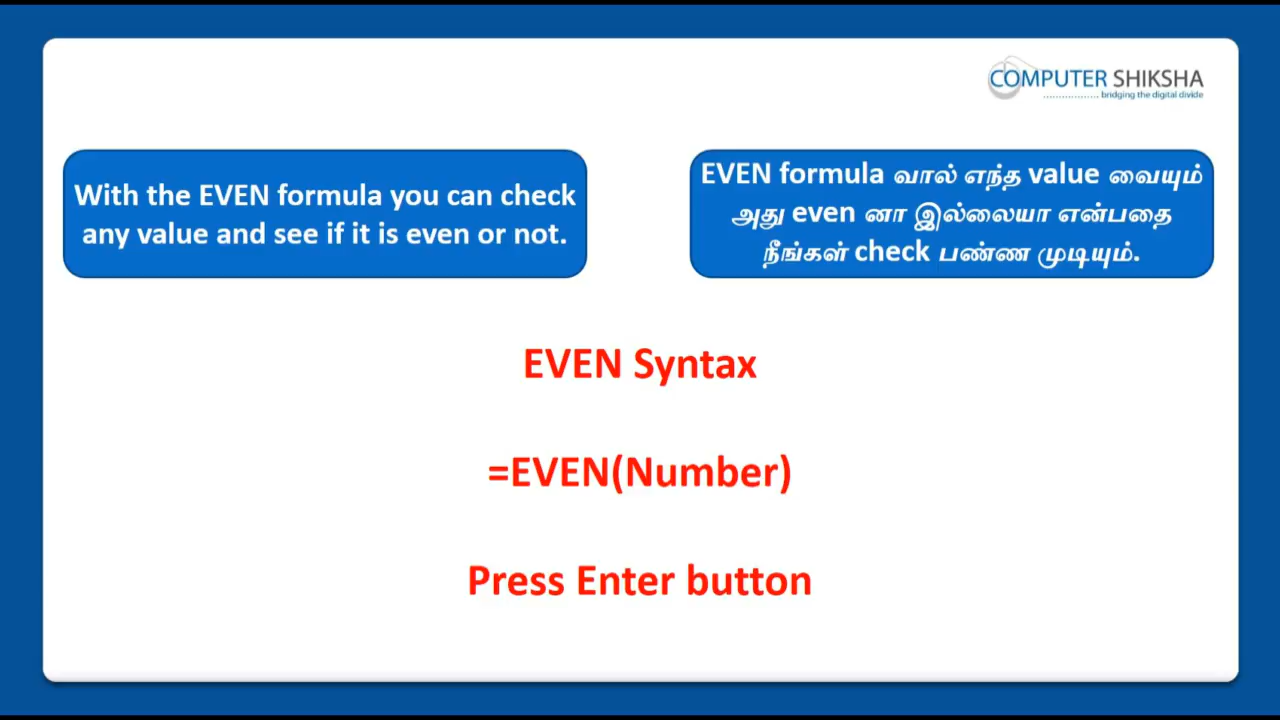 COMPUTER SHIKSHA
bridging the digital divide
With the EVEN formula you can check
any value and see if it is even or not.
EVEN formula வால் எந்த value வையும்
அது even னா இல்லையா என்பதை
நீங்கள் check பண்ண முடியும்.
EVEN Syntax
=EVEN(Number)
Press Enter button